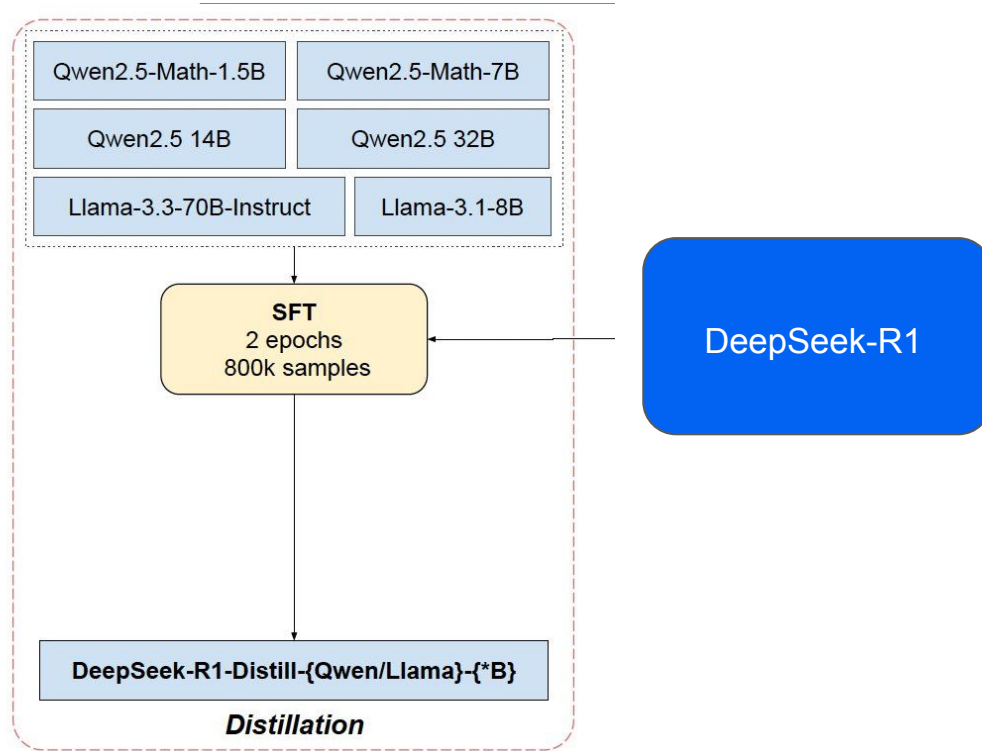 Qwen2.5-Math-1.5B
Qwen2.5-Math-7B
Qwen2.5 14B
Qwen2.5 32B
Llama-3.3-70B-Instruct
Llama-3.1-8B
SFT
2 epochs
800k samples
DeepSeek-R1
DeepSeek-R1-Distill-{Qwen/Llama}-{*B}
Distillation